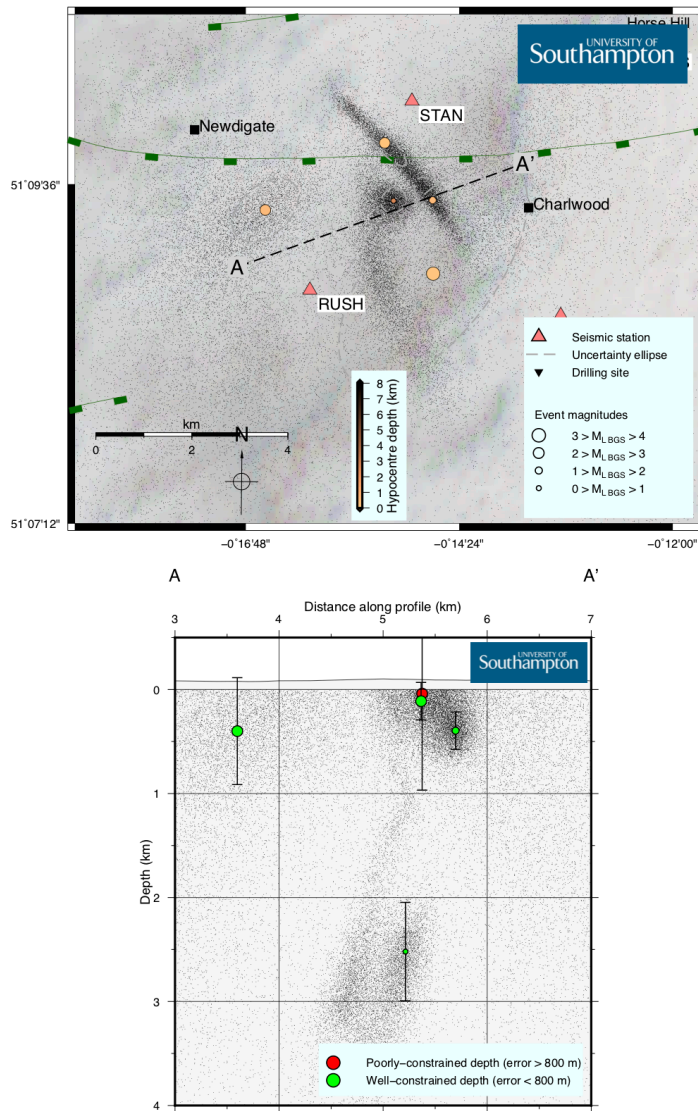 Horse Hill
UNIVERSITY OF
Southampton
STAN
Newdigate
51°09'36"
A'
Charlwood
A
RUSH
Seismic station
Uncertainty ellipse
Drilling site
Event magnitudes
3 > ML BGS > 4
2 > ML BGS > 3
1 > ML BGS > 2
0 > ML BGS > 1
8
7
6
5
4
3
2
1
0
Hypocentre depth (km)
km
0 2 4
N
51°07'12"
−0°16'48" −0°14'24" −0°12'00"
A A'
Distance along profile (km)
3 4 5 6 7
UNIVERSITY OF
Southampton
0
1
2
3
4
Depth (km)
Poorly−constrained depth (error > 800 m)
Well−constrained depth (error < 800 m)